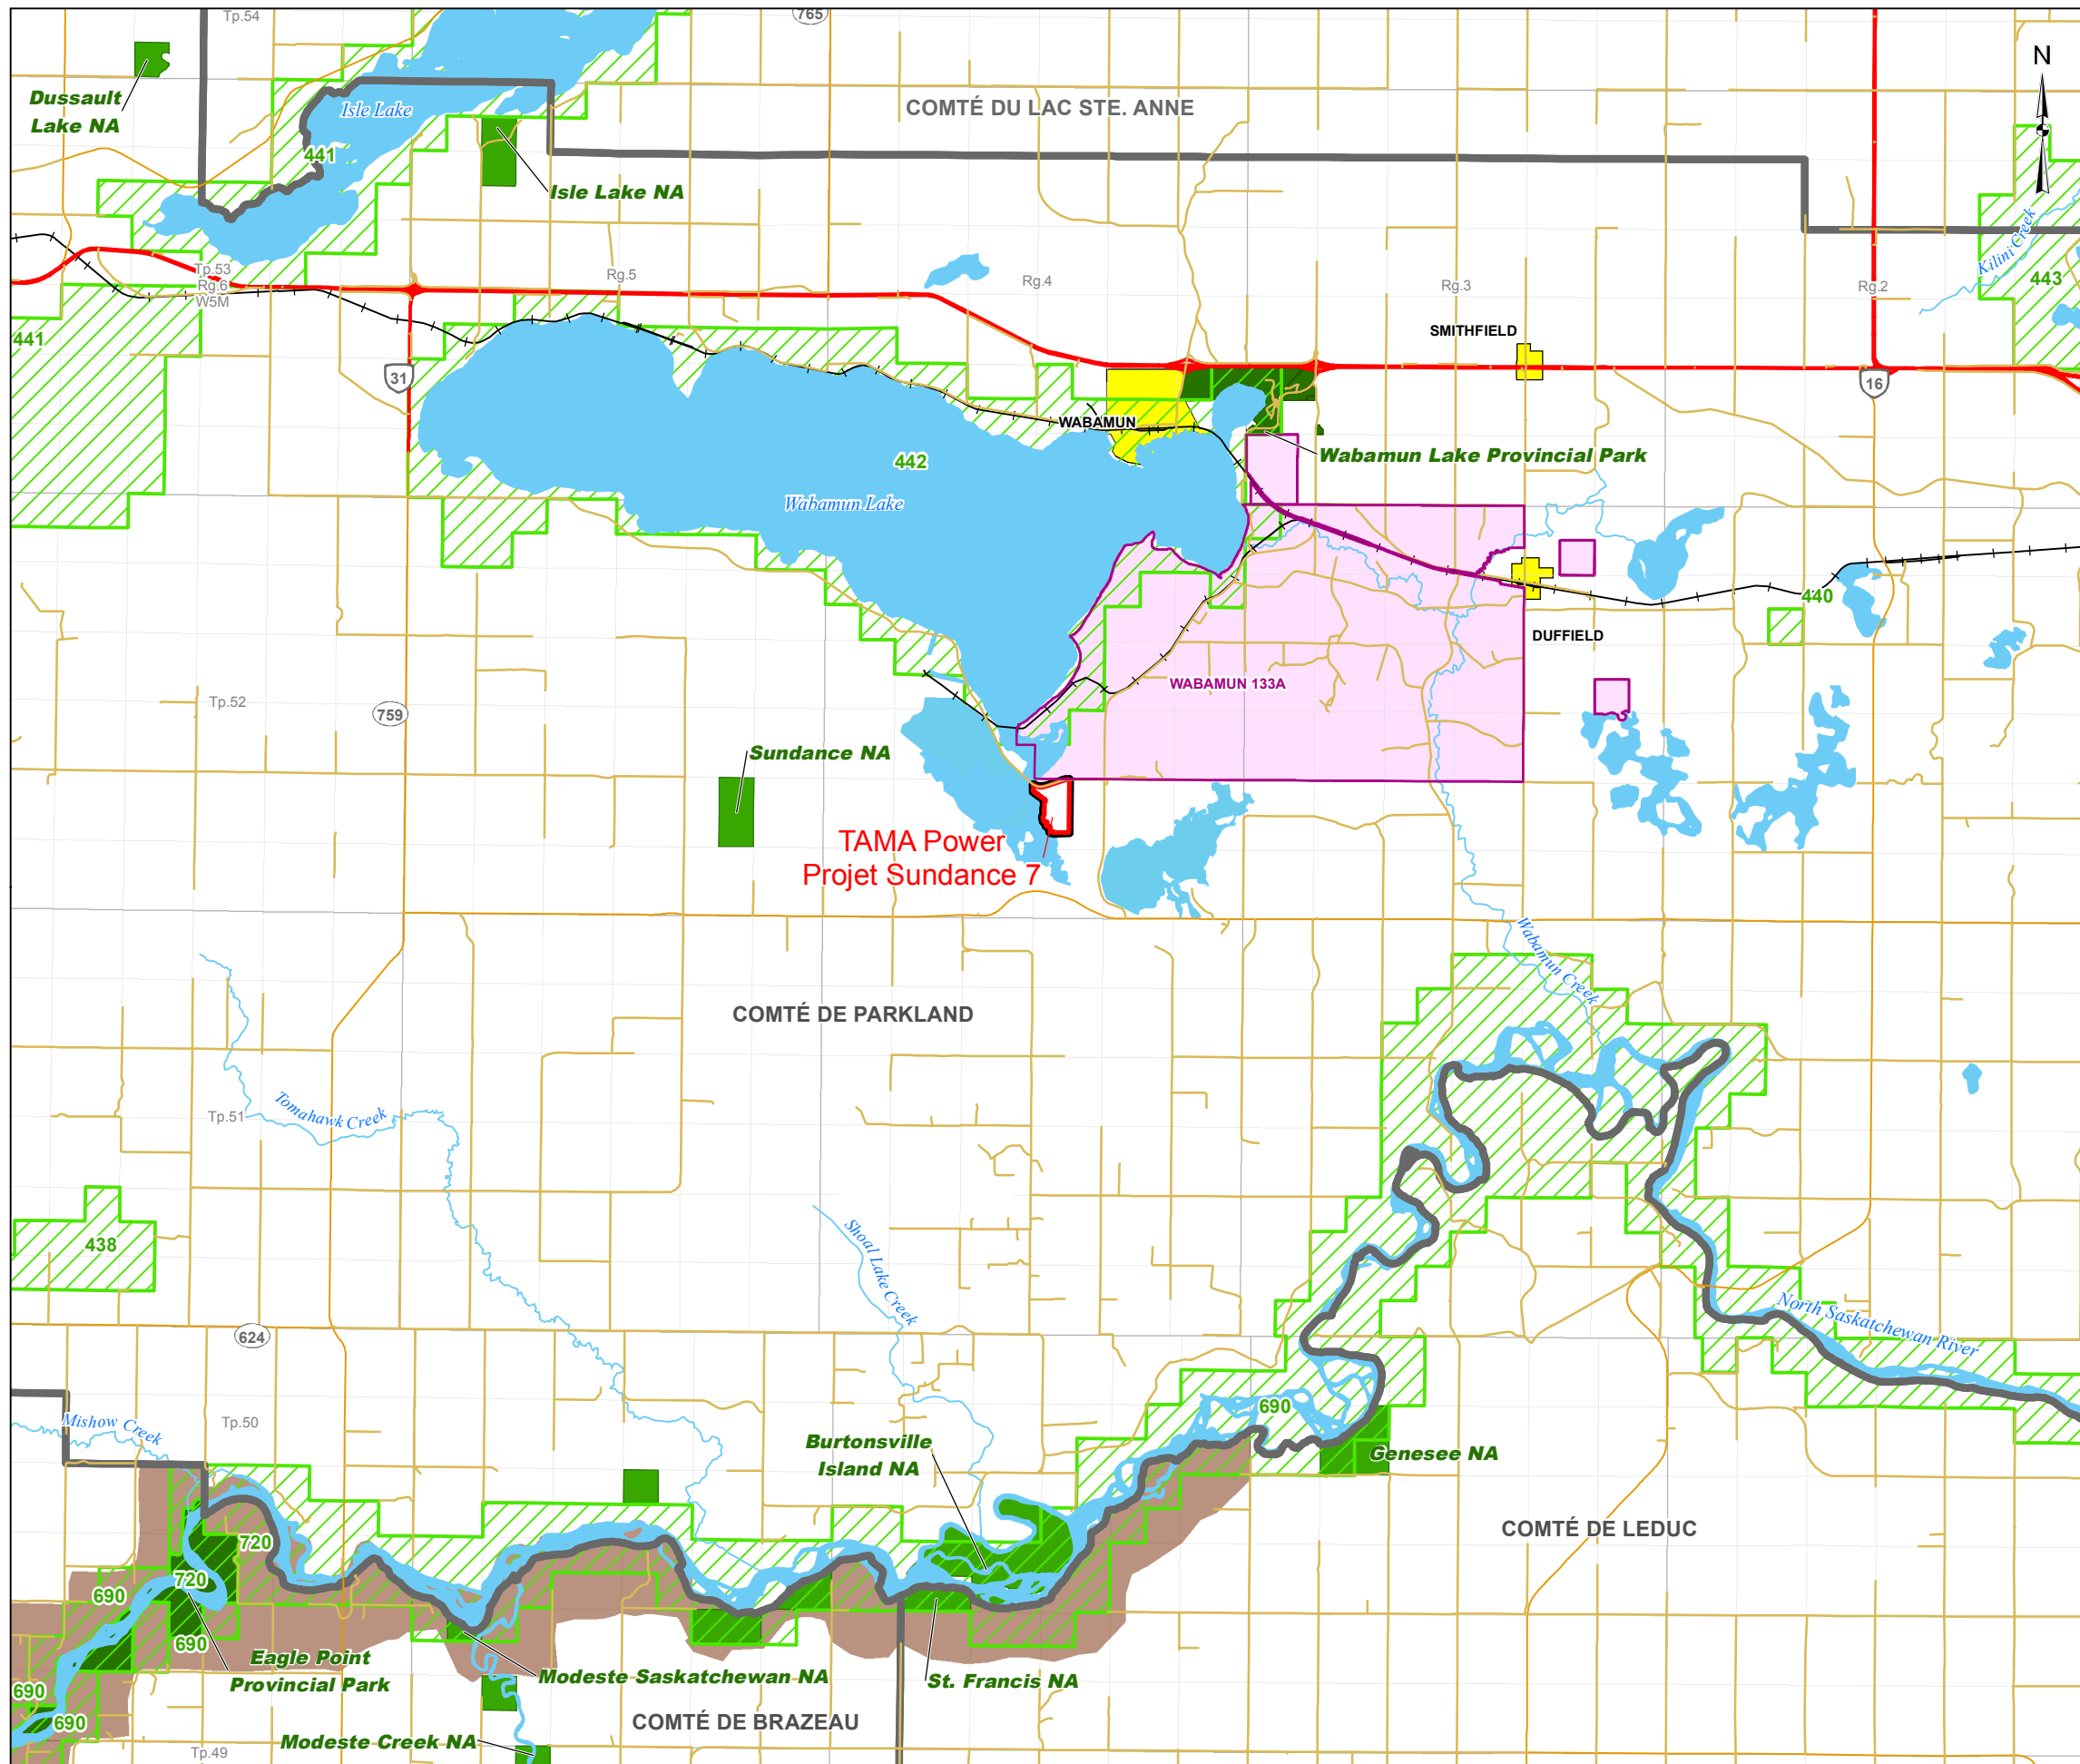 Tp.54
765
N
Dussault
Lake NA
Isle Lake
COMTÉ DU LAC STE. ANNE
441
Isle Lake NA
Kilini Creek
Tp.53
Rg.6
W5M
Rg.5
Rg.4
Rg.3
Rg.2
443
441
SMITHFIELD
31
16
WABAMUN
442
Wabamun Lake Provincial Park
Wabamun Lake
440
DUFFIELD
WABAMUN 133A
Tp.52
759
Sundance NA
TAMA Power
Projet Sundance 7
Wabamun Creek
COMTÉ DE PARKLAND
Tomahawk Creek
Tp.51
438
Shoal Lake Creek
624
North Saskatchewan River
Mishow Creek
Tp.50
690
Burtonsville
Island NA
Genesee NA
COMTÉ DE LEDUC
720
720
690
690
Eagle Point
Provincial Park
Modeste Saskatchewan NA
St. Francis NA
690
690
COMTÉ DE BRAZEAU
Modeste Creek NA
Tp.49